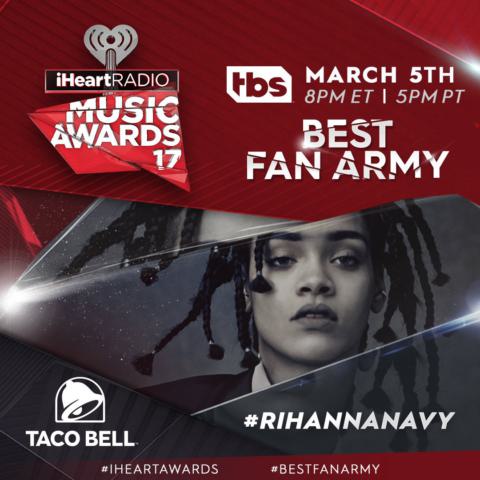 iHeartRADIO
MUSIC
AWARDS
17
tbs
MARCH 5TH
8PM ET | 5PM PT
BEST
FAN ARMY
TACO BELL
#RIHANNANAVY
#IHEARTAWARDS #BESTFANARMY